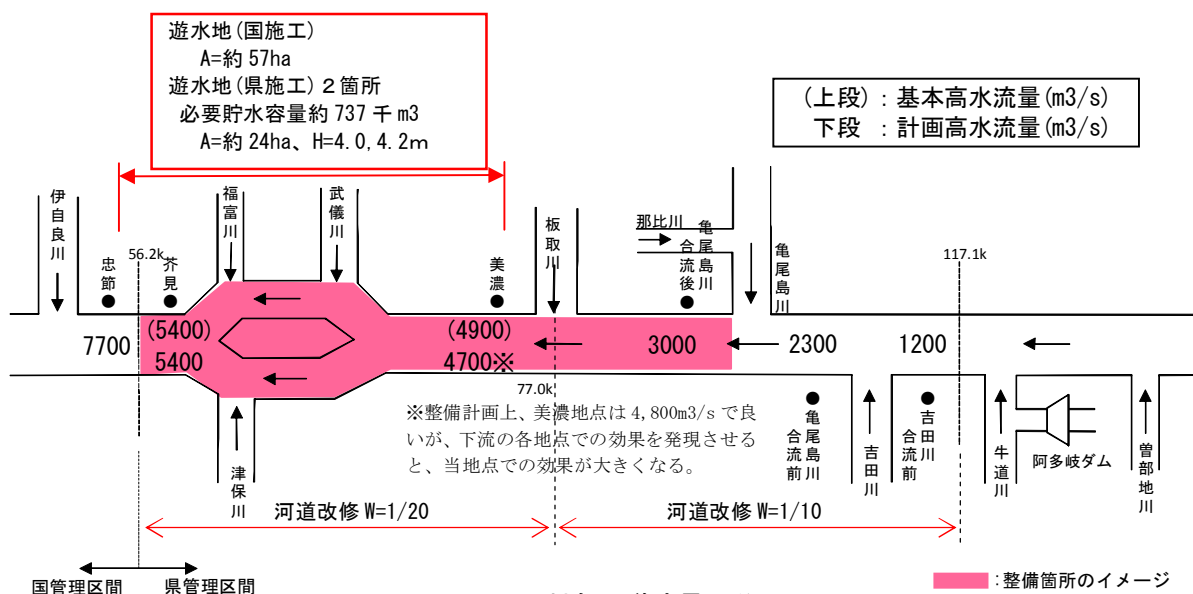 遊水地(国施工)
A=約 57ha
遊水地(県施工) 2箇所
必要貯水容量約 737 千 m3
A=約 24ha、H=4.0, 4.2m
(上段) : 基本高水流量(m3/s)
下段 : 計画高水流量(m3/s)
伊自良川
忠節
56.2k
芥見
福富川
武儀川
美濃
板取川
那比川
亀尾島川
合流後
亀尾島川
117.1k
7700
(5400)
5400
(4900)
4700※
3000
2300
1200
77.0k
※整備計画上、美濃地点は 4,800m3/s で良
いが、下流の各地点での効果を発現させる
と、当地点での効果が大きくなる。
津保川
亀尾島川
合流前
吉田川
吉田川
合流前
牛道川
阿多岐ダム
曽部地川
河道改修 W=1/20
河道改修 W=1/10
国管理区間
県管理区間
:整備箇所のイメージ